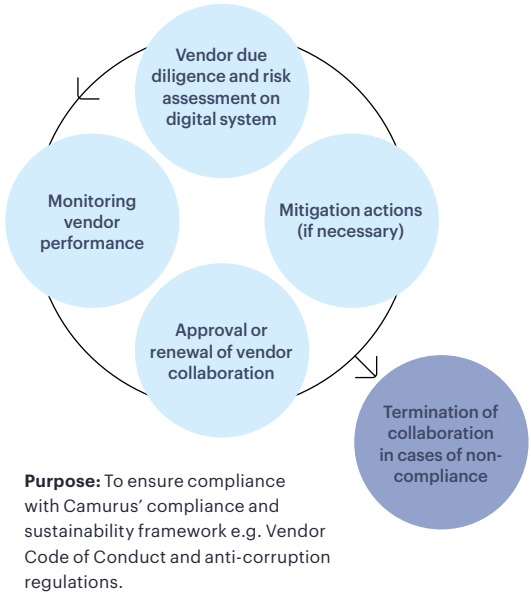 Vendor due
diligence and risk
assessment on
digital system
Monitoring
vendor
performance
Mitigation actions
(if necessary)
Approval or
renewal of vendor
collaboration
Termination of
collaboration
in cases of non-
compliance
Purpose: To ensure compliance
with Camurus’ compliance and
sustainability framework e.g. Vendor
Code of Conduct and anti-corruption
regulations.